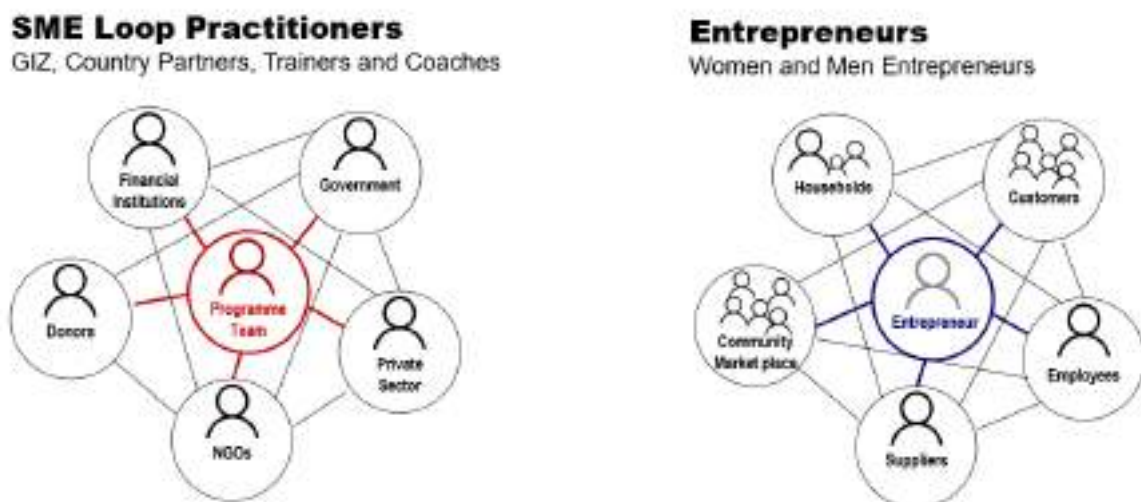 SME Loop Practitioners
GIZ, Country Partners, Trainers and Coaches
Financial
Institutions
Government
Programme
Team
Donors
Private
Sector
NGOs
Entrepreneurs
Women and Men Entrepreneurs
Households
Customers
Entrepreneur
Community
Market place
Employees
Suppliers